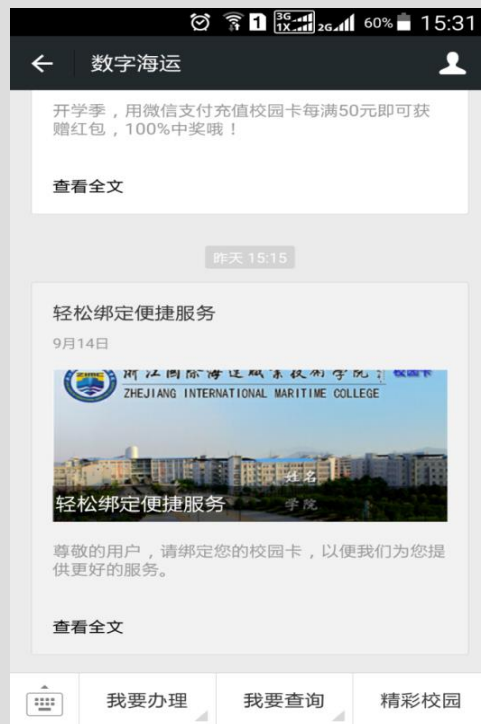 1 3G 1X 2G 60% 15:31
数字海运
开学季，用微信支付充值校园卡每满50元即可获
赠红包，100%中奖哦！
查看全文
昨天 15:15
轻松绑定便捷服务
9月14日
浙江国际海运职业技术学院 校园卡
ZHEJIANG INTERNATIONAL MARITIME COLLEGE
姓名
学院
轻松绑定便捷服务
尊敬的用户，请绑定您的校园卡，以便我们为您提
供更好的服务。
查看全文
我要办理 我要查询 精彩校园